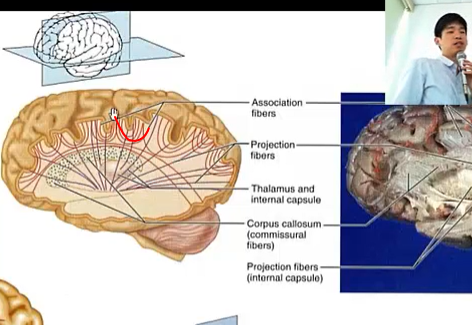 Association
fibers
Projection
fibers
Thalamus and
internal capsule
Corpus callosum
(commissural
fibers)
Projection fibers
(internal capsule)